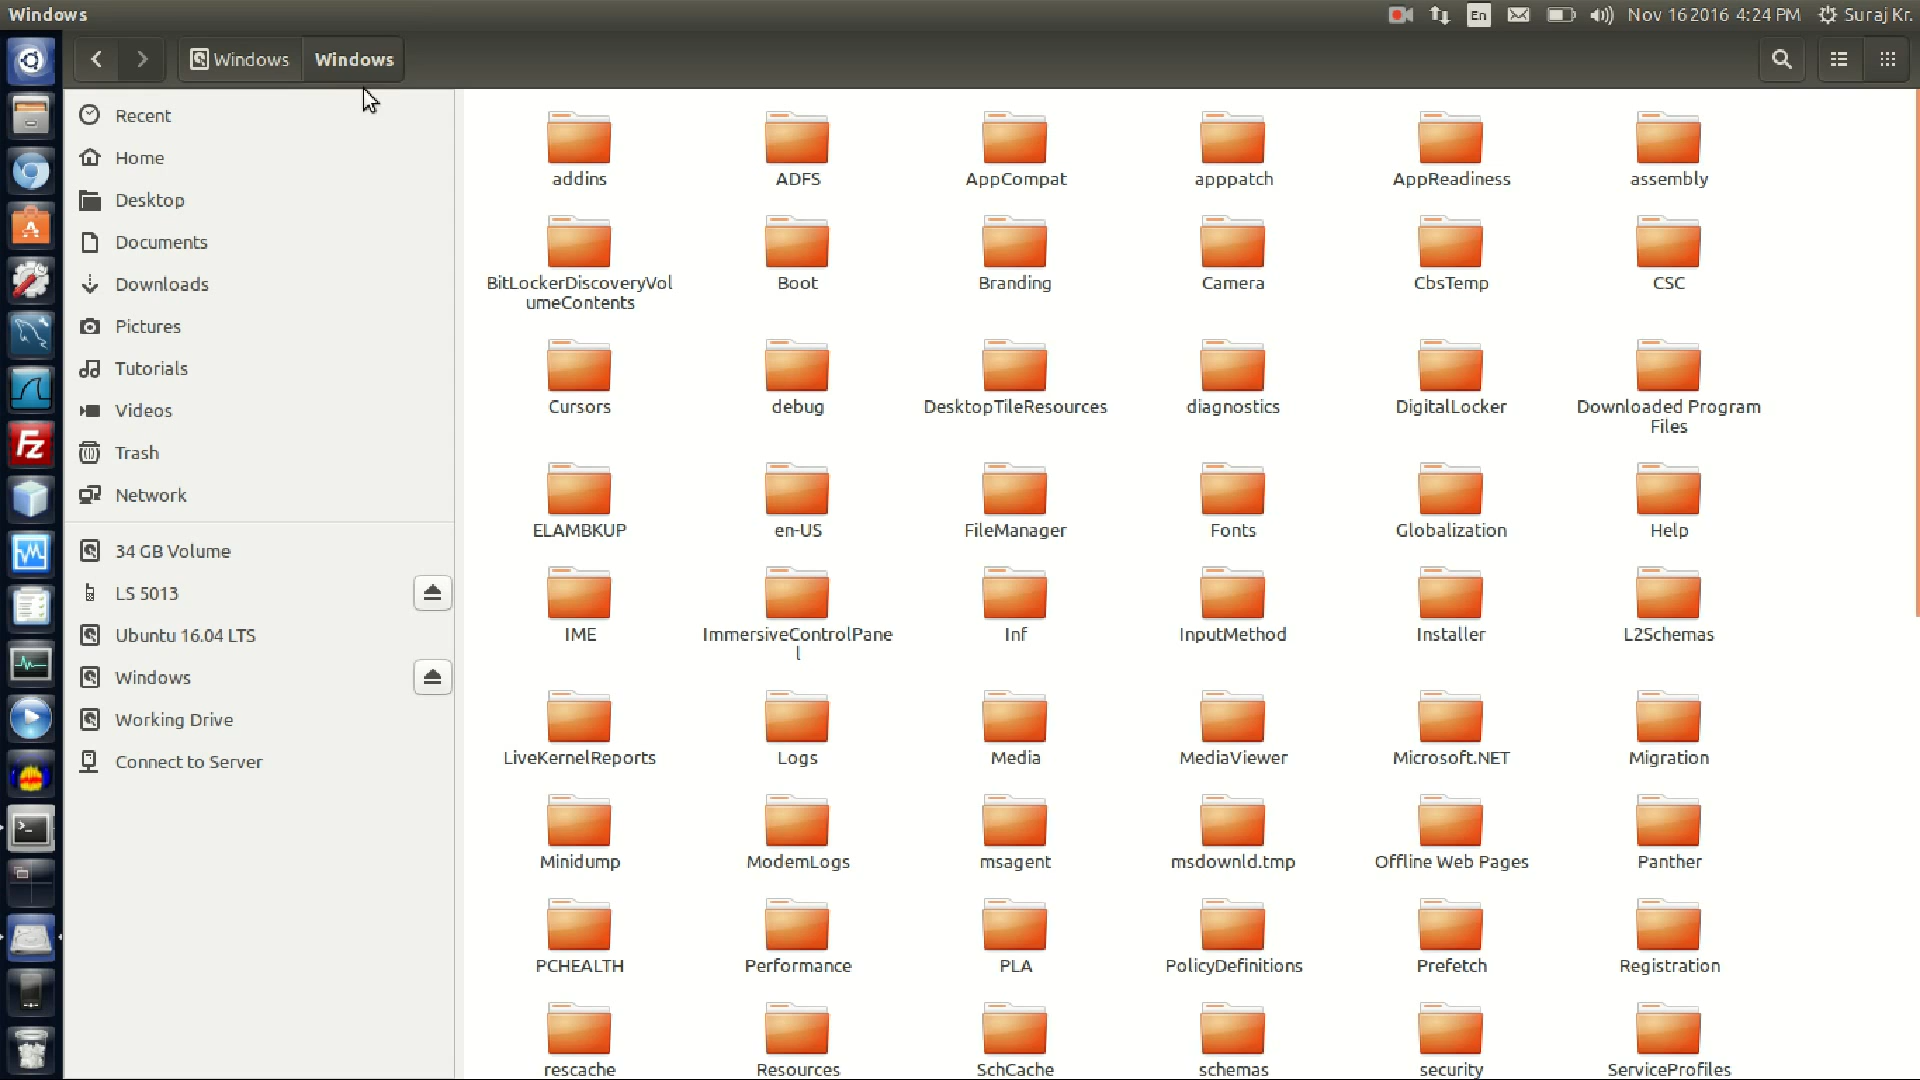 Windows
En
Nov 16 2016 4:24 PM
Suraj Kr.
Windows
Windows
Recent
Home
Desktop
Documents
Downloads
Pictures
Tutorials
Videos
Trash
Network
34 GB Volume
LS 5013
Ubuntu 16.04 LTS
Windows
Working Drive
Connect to Server
Fz
addins
ADFS
AppCompat
apppatch
AppReadiness
assembly
BitLockerDiscoveryVol
umeContents
Boot
Branding
Camera
CbsTemp
CSC
Cursors
debug
DesktopTileResources
diagnostics
DigitalLocker
Downloaded Program
Files
ELAMBKUP
en-US
FileManager
Fonts
Globalization
Help
IME
ImmersiveControlPane
l
Inf
InputMethod
Installer
L2Schemas
LiveKernelReports
Logs
Media
MediaViewer
Microsoft.NET
Migration
Minidump
ModemLogs
msagent
msdownld.tmp
Offline Web Pages
Panther
PCHEALTH
Performance
PLA
PolicyDefinitions
Prefetch
Registration
rescache
Resources
SchCache
schemas
security
ServiceProfiles